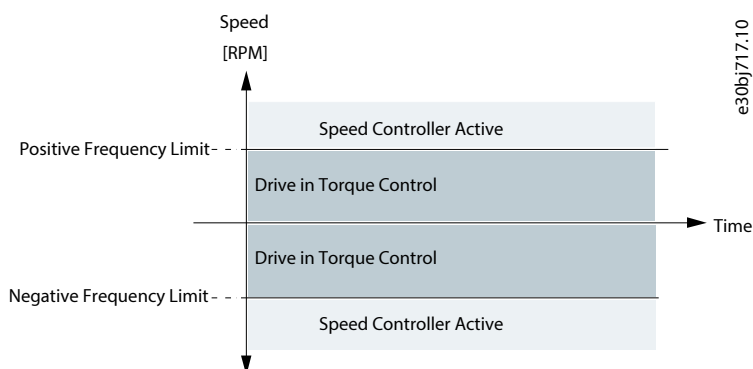 Speed
[RPM]
e30bj717.10
Speed Controller Active
Positive Frequency Limit
Drive in Torque Control
Time
Drive in Torque Control
Negative Frequency Limit
Speed Controller Active